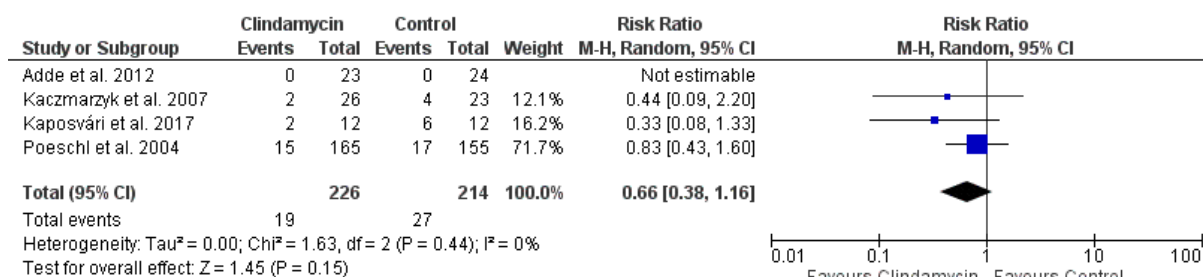 Clindamycin Control Risk Ratio Risk Ratio
Study or Subgroup Events Total Events Total Weight M-H, Random, 95% CI M-H, Random, 95% CI
Adde et al. 2012 0 23 0 24 Not estimable
Kaczmarzyk et al. 2007 2 26 4 23 12.1% 0.44 [0.09, 2.20]
Kaposvári et al. 2017 2 12 6 12 16.2% 0.33 [0.08, 1.33]
Poeschl et al. 2004 15 165 17 155 71.7% 0.83 [0.43, 1.60]
Total (95% CI) 226 214 100.0% 0.66 [0.38, 1.16]
Total events 19 27
Heterogeneity: Tau² = 0.00; Chi² = 1.63, df = 2 (P = 0.44); I² = 0%
Test for overall effect: Z = 1.45 (P = 0.15)
0.01 0.1 1 10 100
Favours Clindamycin Favours Control